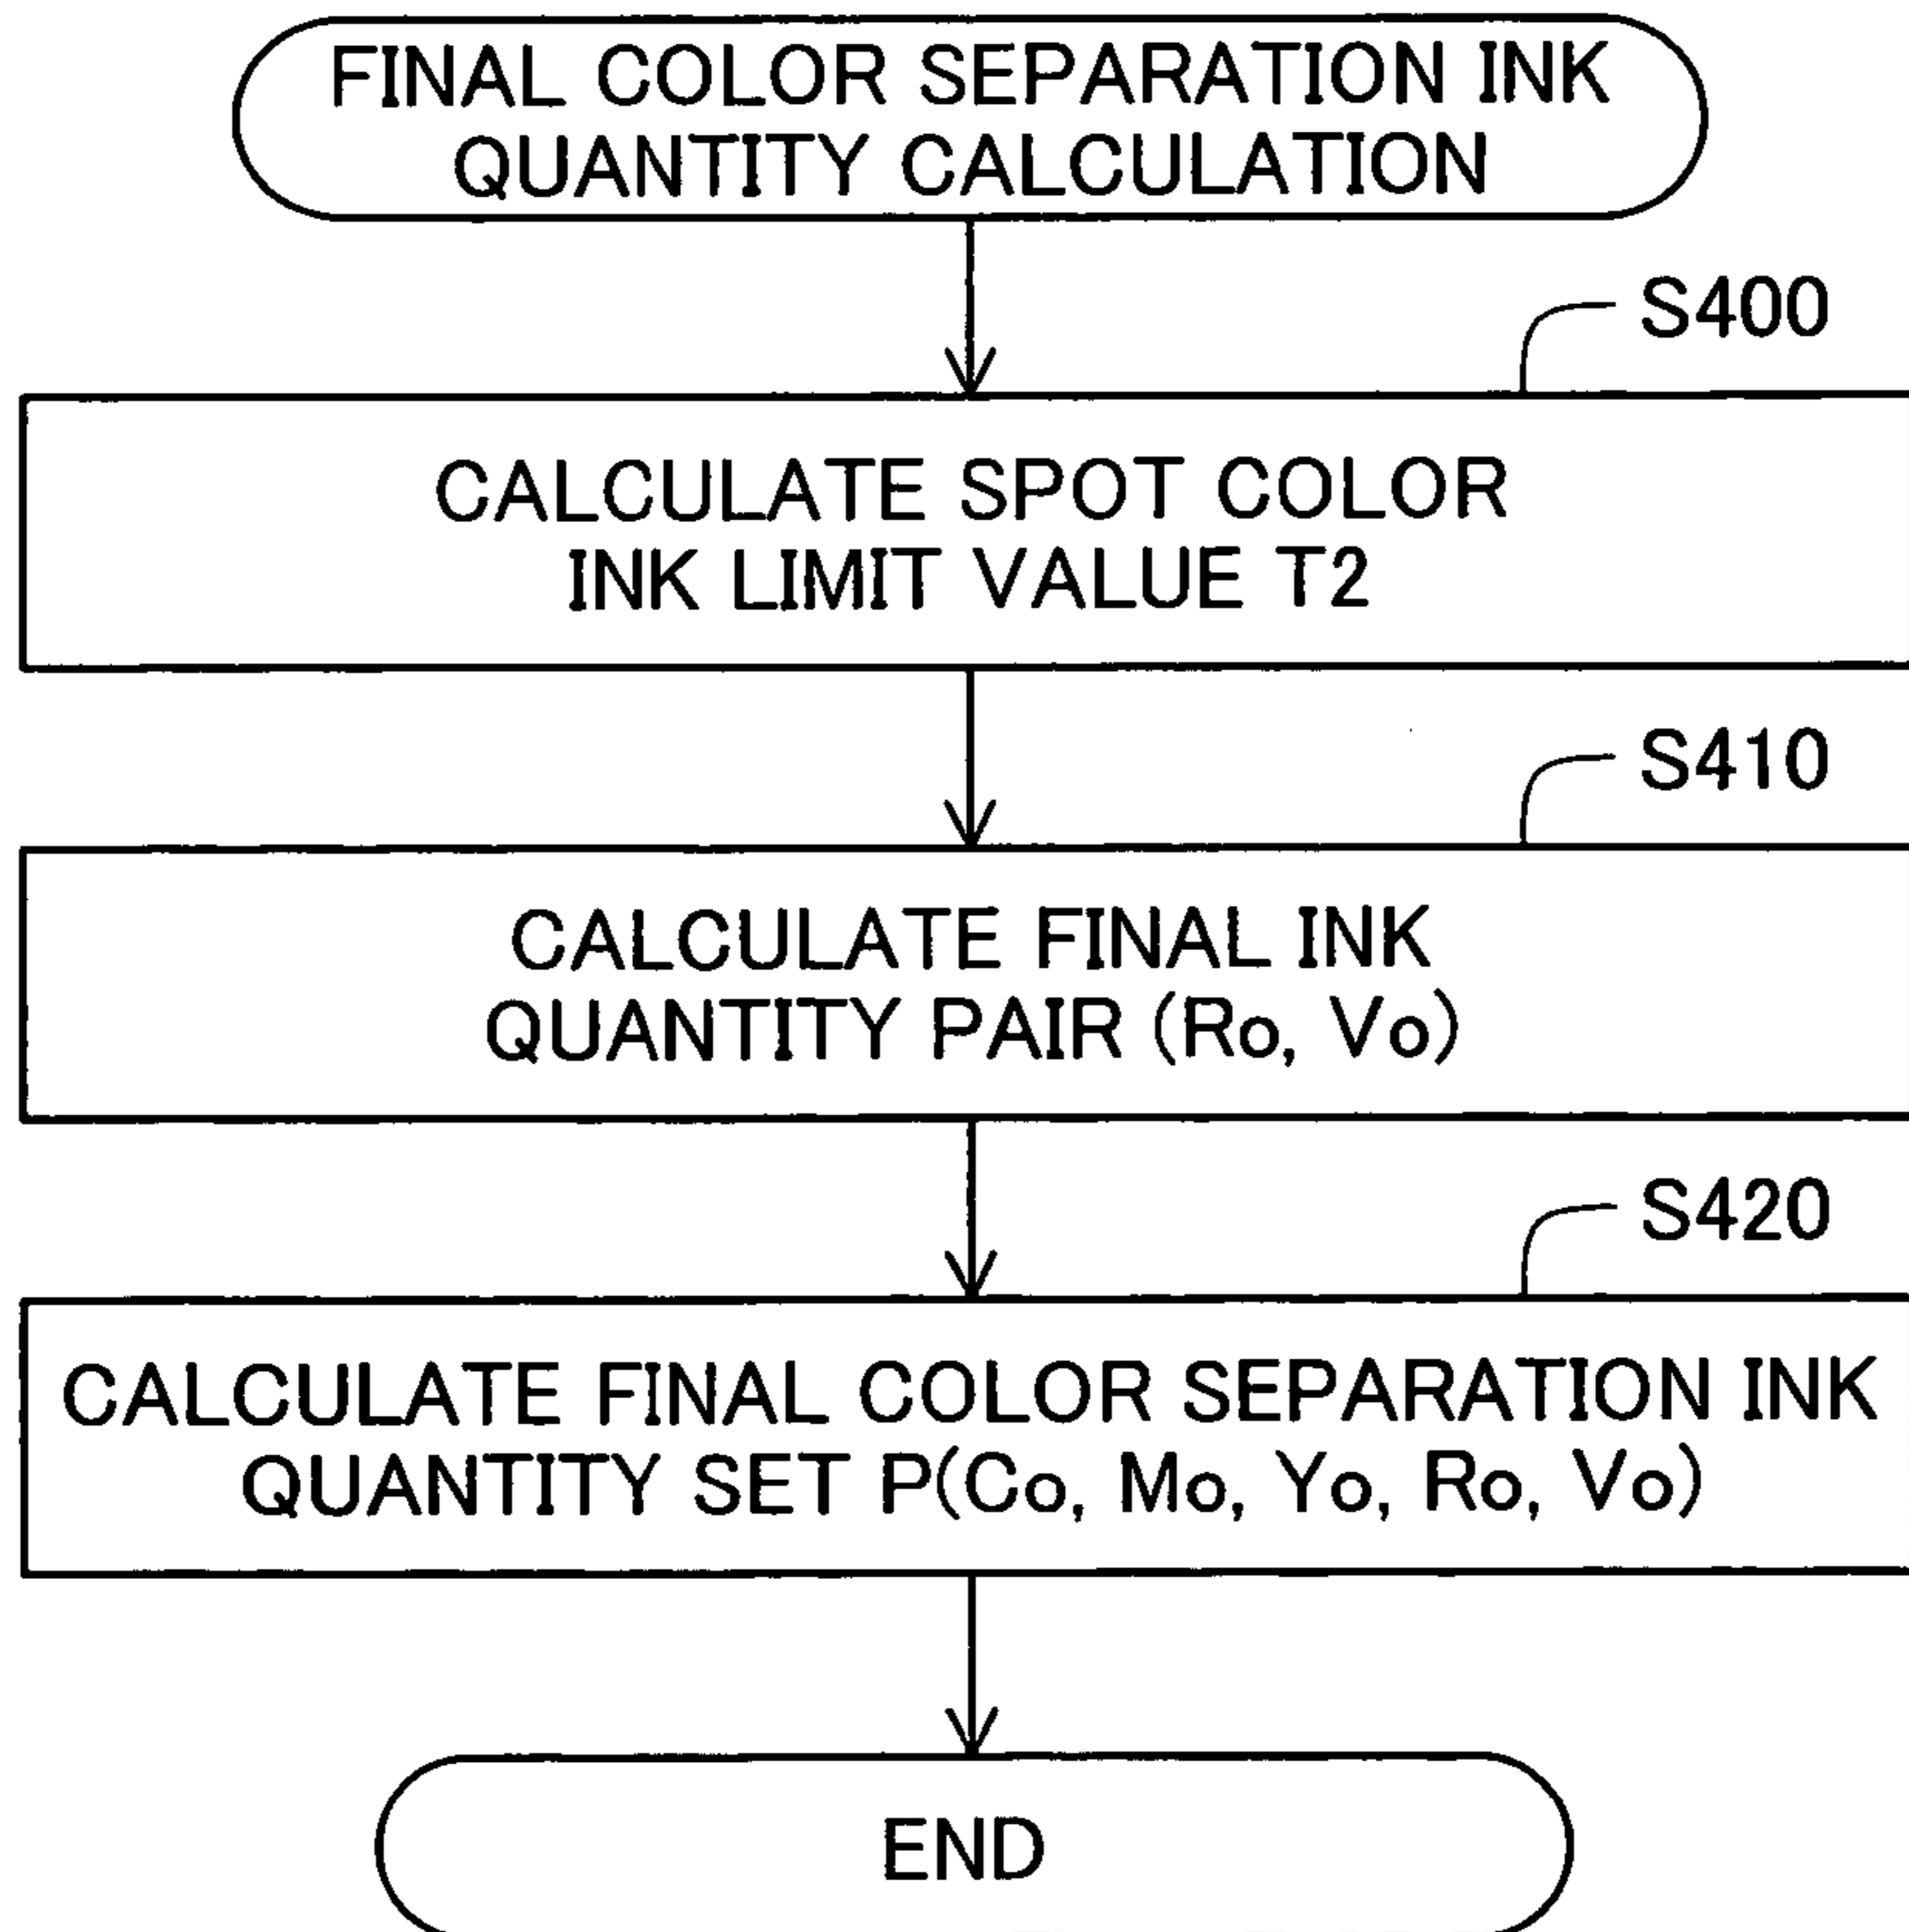 FINAL COLOR SEPARATION INK
QUANTITY CALCULATION
S400
CALCULATE SPOT COLOR
INK LIMIT VALUE T2
S410
CALCULATE FINAL INK
QUANTITY PAIR (Ro, Vo)
S420
CALCULATE FINAL COLOR SEPARATION INK
QUANTITY SET P(Co, Mo, Yo, Ro, Vo)
END